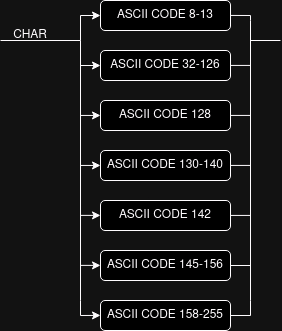 CHAR
ASCII CODE 8-13
ASCII CODE 32-126
ASCII CODE 128
ASCII CODE 130-140
ASCII CODE 142
ASCII CODE 145-156
ASCII CODE 158-255